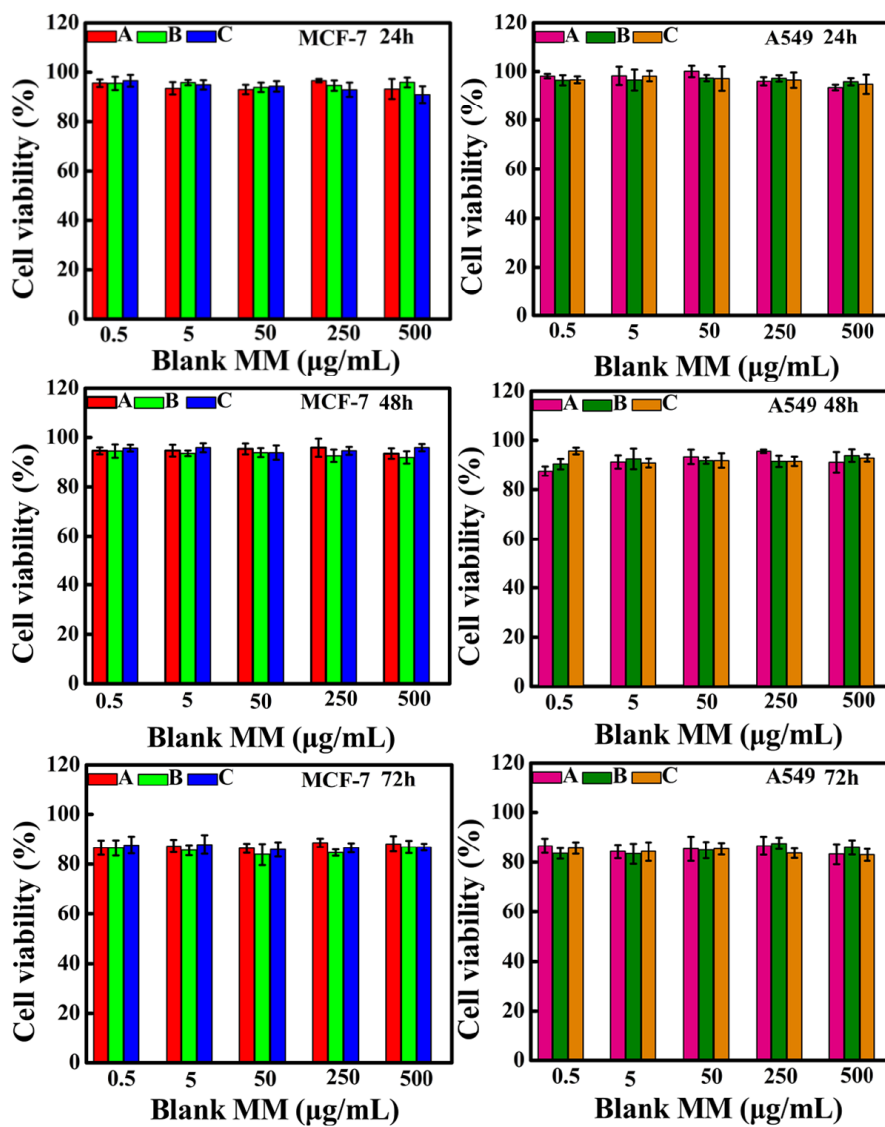 A B C MCF-7 24h
Cell viability (%)
120
100
80
60
40
20
0
0.5 5 50 250 500
Blank MM (μg/mL)
A B C A549 24h
Cell viability (%)
120
100
80
60
40
20
0
0.5 5 50 250 500
Blank MM (μg/mL)
A B C MCF-7 48h
Cell viability (%)
120
100
80
60
40
20
0
0.5 5 50 250 500
Blank MM (μg/mL)
A B C A549 48h
Cell viability (%)
120
100
80
60
40
20
0
0.5 5 50 250 500
Blank MM (μg/mL)
A B C MCF-7 72h
Cell viability (%)
120
100
80
60
40
20
0
0.5 5 50 250 500
Blank MM (μg/mL)
A B C A549 72h
Cell viability (%)
120
100
80
60
40
20
0
0.5 5 50 250 500
Blank MM (μg/mL)